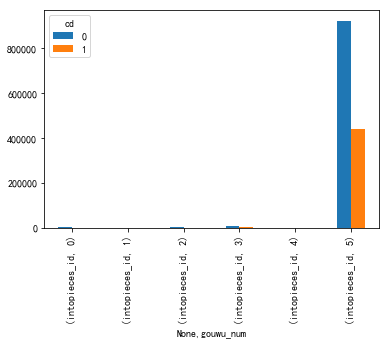 cd
0
1
800000
600000
400000
200000
0
(intopieces_id, 0)
(intopieces_id, 1)
(intopieces_id, 2)
(intopieces_id, 3)
(intopieces_id, 4)
(intopieces_id, 5)
None,gouwu_num